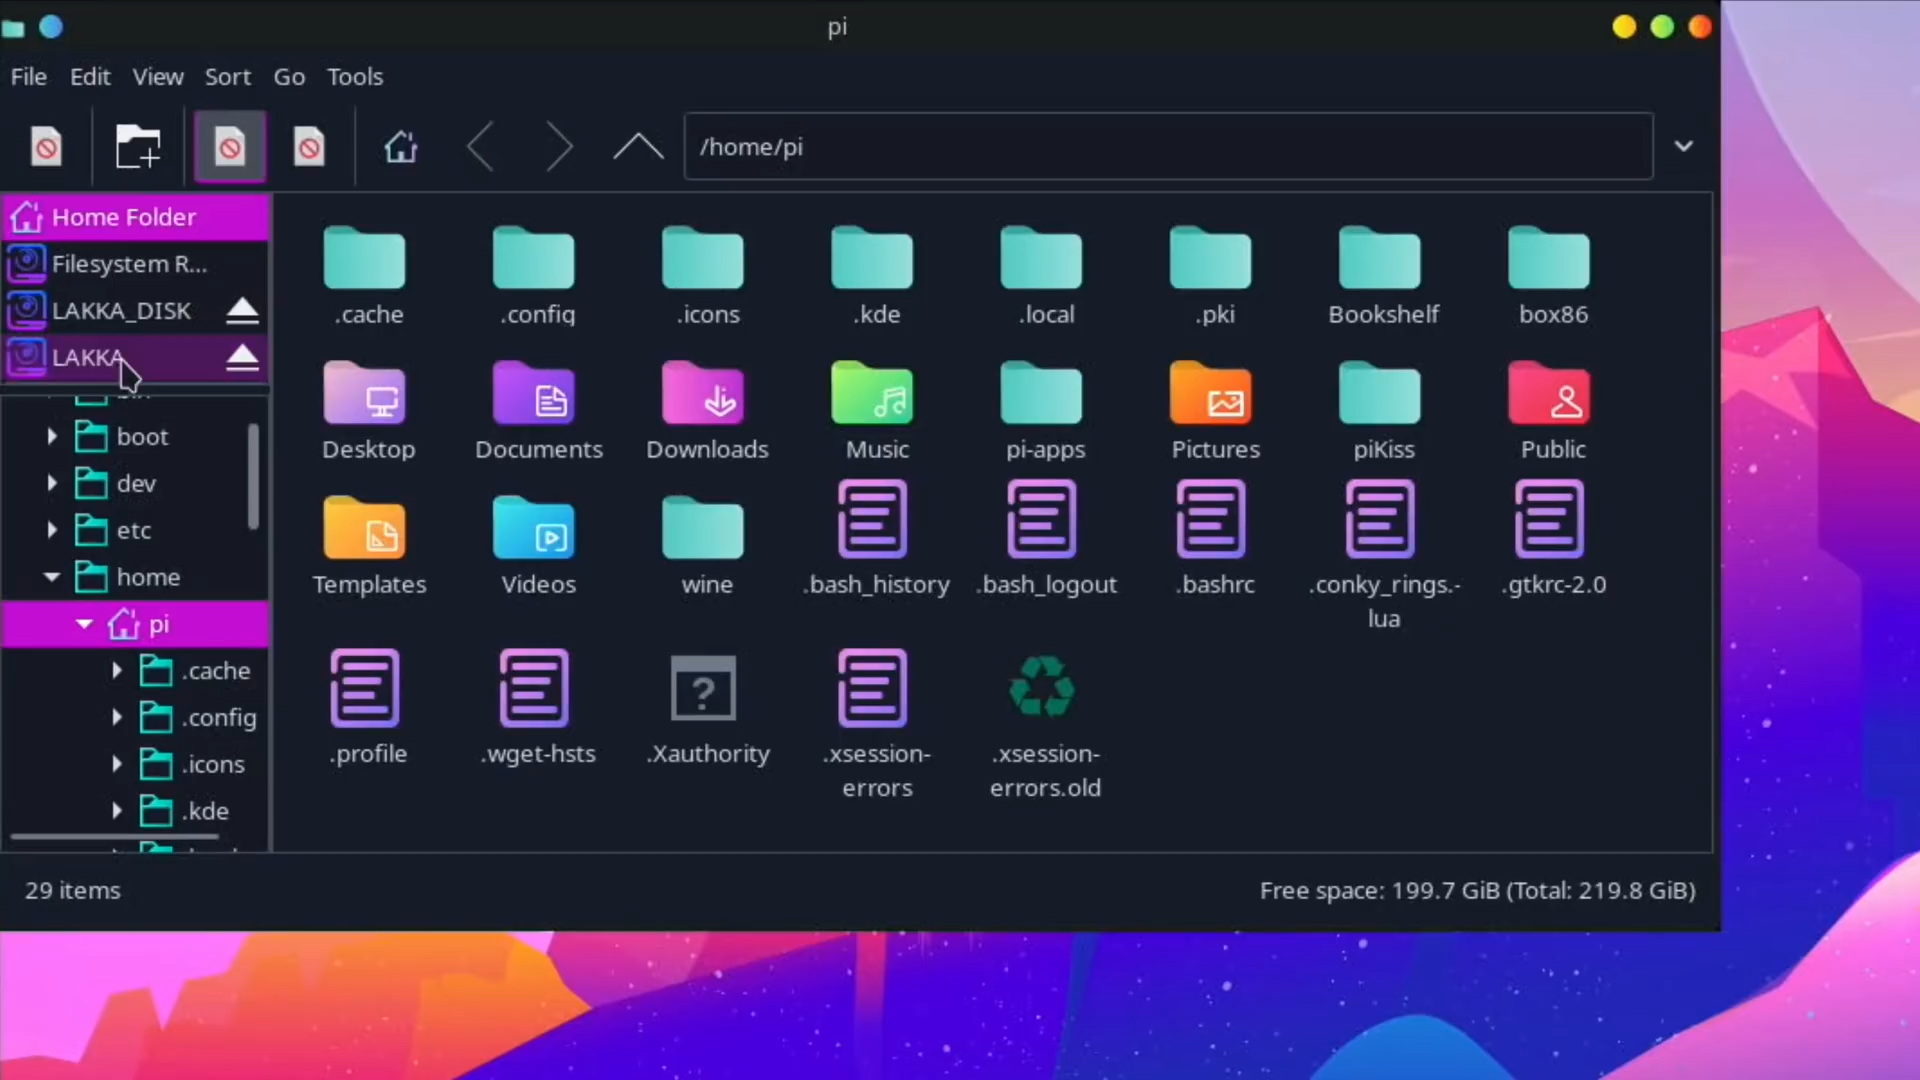 pi
File Edit View Sort Go Tools
/home/pi
Home Folder
Filesystem R...
LAKKA_DISK
LAKKA
boot
dev
etc
home
pi
.cache
.config
.icons
.kde
.cache .config .icons .kde .local .pki Bookshelf box86
Desktop Documents Downloads Music pi-apps Pictures piKiss Public
Templates Videos wine .bash_history .bash_logout .bashrc .conky_rings.- .gtkrc-2.0
lua
?
.profile .wget-hsts .Xauthority .xsession- .xsession-
errors errors.old
29 items
Free space: 199.7 GiB (Total: 219.8 GiB)